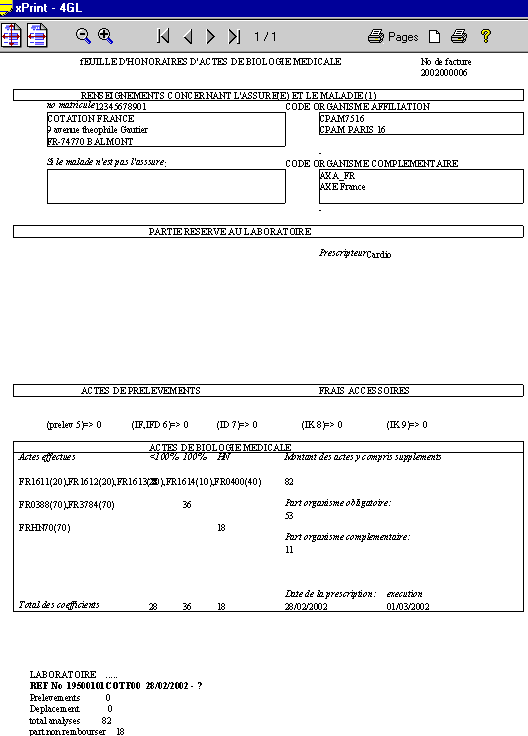 xPrint - 4GL
1 / 1
Pages
fEUILLE D'HONORAIRES D'ACTES DE BIOLOGIE MEDICALE
No de facture
2002000006
RENSEIGNEMENTS CONCERNANT L'ASSURE(E) ET LE MALADIE (1)
no matricule 12345678901
CODE ORGANISME AFFILIATION
COTATION FRANCE
9 avenue theophile Gautier
FR-74770 BALMONT
CPAM7516
CPAM PARIS 16
Si le malade n'est pas l'asssure:
CODE ORGANISME COMPLEMENTAIRE
AXA_FR
AXE France
PARTIE RESERVE AU LABORATOIRE
Prescripteur Cardio
ACTES DE PRELEVEMENTS
FRAIS ACCESSOIRES
(prelev 5)=> 0
(IF,IFD 6)=> 0
(ID 7)=> 0
(IK 8)=> 0
(IK 9)=> 0
ACTES DE BIOLOGIE MEDICALE
Actes effectues
<100% 100% HN
Montant des actes y compris supplements
FR1611(20),FR1612(20),FR1613(20),FR1614(10),FR0400(40)
82
FR0388(70),FR3784(70)
36
Part organisme obligatoire:
53
FRHN70(70)
18
Part organisme complementaire:
11
Date de la prescription:
execution
Total des coefficients
28
36
18
28/02/2002
01/03/2002
LABORATOIRE .....
REF No 19500101COTF00 28/02/2002 - ?
Prelevements 0
Deplacement 0
total analyses 82
part non rembourser 18